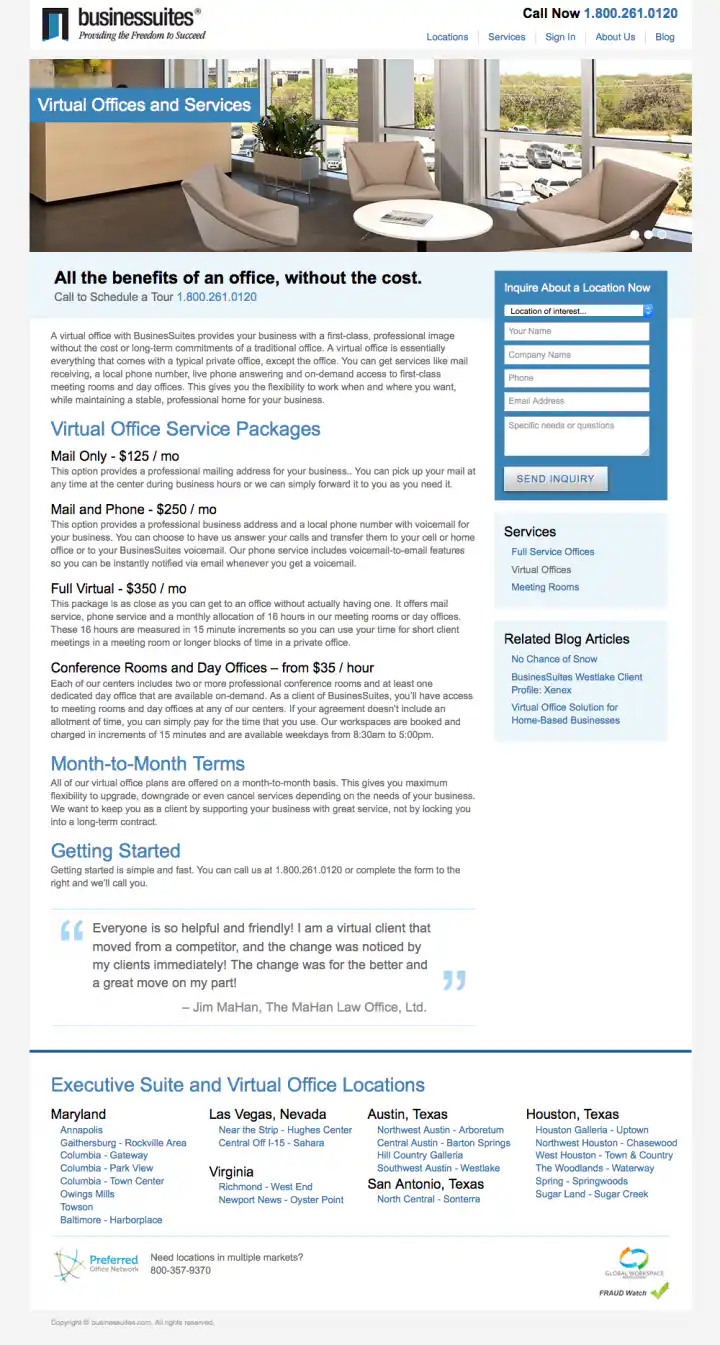 businessuites®
Providing the Freedom to Succeed
Call Now 1.800.261.0120
Locations
Services
Sign In
About Us
Blog
Virtual Offices and Services
All the benefits of an office, without the cost.
Call to Schedule a Tour 1.800.261.0120
A virtual office with BusinesSuites provides your business with a first-class, professional image
without the cost or long-term commitments of a traditional office. A virtual office is essentially
everything that comes with a typical private office, except the office. You can get services like mail
receiving, a local phone number, live phone answering and on-demand access to first-class
meeting rooms and day offices. This gives you the flexibility to work when and where you want,
while maintaining a stable, professional home for your business.
Virtual Office Service Packages
Mail Only - $125 / mo
This option provides a professional mailing address for your business.. You can pick up your mail at
any time at the center during business hours or we can simply forward it to you as you need it.
Mail and Phone - $250 / mo
This option provides a professional business address and a local phone number with voicemail for
your business. You can choose to have us answer your calls and transfer them to your cell or home
office or to your BusinesSuites voicemail. Our phone service includes voicemail-to-email features
so you can be instantly notified via email whenever you get a voicemail.
Full Virtual - $350 / mo
This package is as close as you can get to an office without actually having one. It offers mail
service, phone service and a monthly allocation of 16 hours in our meeting rooms or day offices.
These 16 hours are measured in 15 minute increments so you can use your time for short client
meetings in a meeting room or longer blocks of time in a private office.
Conference Rooms and Day Offices – from $35 / hour
Each of our centers includes two or more professional conference rooms and at least one
dedicated day office that are available on-demand. As a client of BusinesSuites, you'll have access
to meeting rooms and day offices at any of our centers. If your agreement doesn't include an
allotment of time, you can simply pay for the time that you use. Our workspaces are booked and
charged in increments of 15 minutes and are available weekdays from 8:30am to 5:00pm.
Month-to-Month Terms
All of our virtual office plans are offered on a month-to-month basis. This gives you maximum
flexibility to upgrade, downgrade or even cancel services depending on the needs of your business.
We want to keep you as a client by supporting your business with great service, not by locking you
into a long-term contract.
Getting Started
Getting started is simple and fast. You can call us at 1.800.261.0120 or complete the form to the
right and we'll call you.
“ Everyone is so helpful and friendly! I am a virtual client that
moved from a competitor, and the change was noticed by
my clients immediately! The change was for the better and
a great move on my part! ”
– Jim MaHan, The MaHan Law Office, Ltd.
Inquire About a Location Now
Location of interest...
Your Name
Company Name
Phone
Email Address
Specific needs or questions
SEND INQUIRY
Services
Full Service Offices
Virtual Offices
Meeting Rooms
Related Blog Articles
No Chance of Snow
BusinesSuites Westlake Client
Profile: Xenex
Virtual Office Solution for
Home-Based Businesses
Executive Suite and Virtual Office Locations
Maryland
Annapolis
Gaithersburg - Rockville Area
Columbia - Gateway
Columbia - Park View
Columbia - Town Center
Owings Mills
Towson
Baltimore - Harborplace
Las Vegas, Nevada
Near the Strip - Hughes Center
Central Off I-15 - Sahara
Virginia
Richmond - West End
Newport News - Oyster Point
Austin, Texas
Northwest Austin - Arboretum
Central Austin - Barton Springs
Hill Country Galleria
Southwest Austin - Westlake
San Antonio, Texas
North Central - Sonterra
Houston, Texas
Houston Galleria - Uptown
Northwest Houston - Chasewood
West Houston - Town & Country
The Woodlands - Waterway
Spring - Springwoods
Sugar Land - Sugar Creek
Preferred
Office Network
Need locations in multiple markets?
800-357-9370
GLOBAL WORKSPACE
FRAUD Watch
Copyright © businessuites.com. All rights reserved.